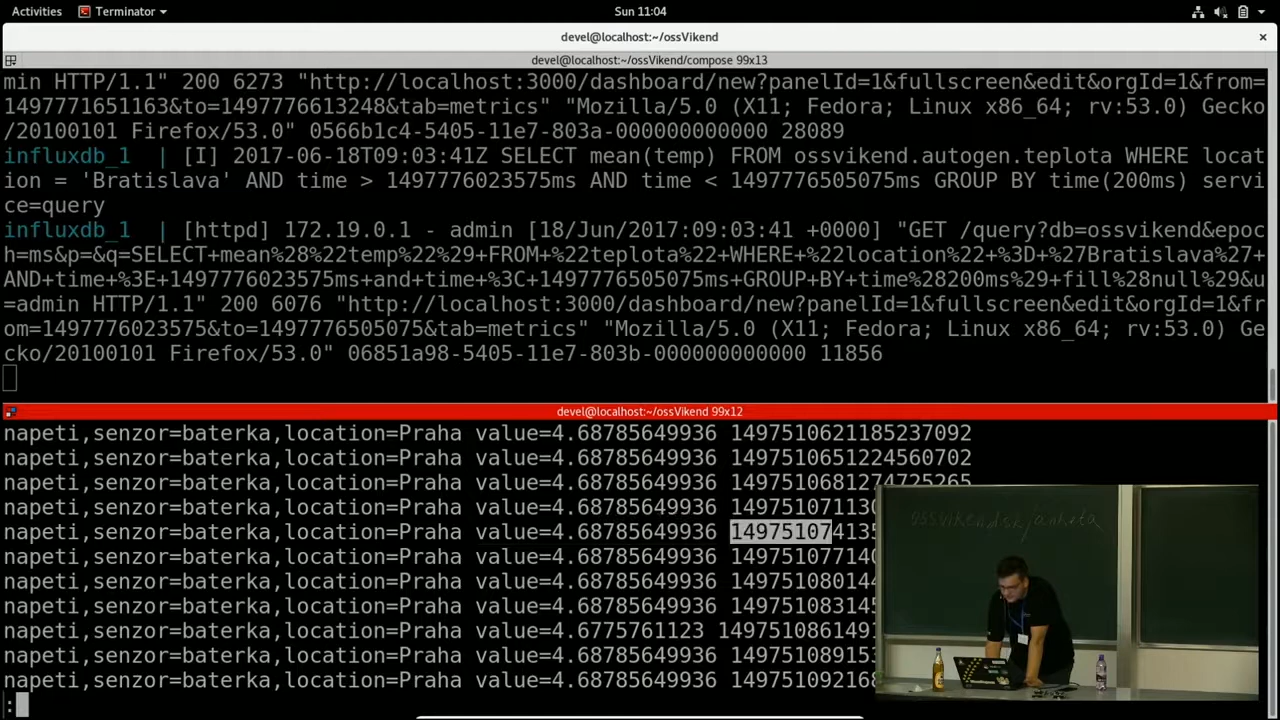 Activities Terminator Sun 11:04
devel@localhost:~/ossVikend
devel@localhost:~/ossVikend/compose 99x13
min HTTP/1.1" 200 6273 "http://localhost:3000/dashboard/new?panelId=1&fullscreen&edit&orgId=1&from=
1497771651163&to=1497776613248&tab=metrics" "Mozilla/5.0 (X11; Fedora; Linux x86_64; rv:53.0) Gecko
/20100101 Firefox/53.0" 0566b1c4-5405-11e7-803a-000000000000 28089
influxdb_1 | [I] 2017-06-18T09:03:41Z SELECT mean(temp) FROM ossvikend.autogen.teplota WHERE locat
ion = 'Bratislava' AND time > 1497776023575ms AND time < 1497776505075ms GROUP BY time(200ms) servi
ce=query
influxdb_1 | [httpd] 172.19.0.1 - admin [18/Jun/2017:09:03:41 +0000] "GET /query?db=ossvikend&epoc
h=ms&p=&q=SELECT+mean%28%22temp%22%29+FROM+%22teplota%22+WHERE+%22location%22+%3D+%27Bratislava%27+
AND+time+%3E+1497776023575ms+and+time+%3C+1497776505075ms+GROUP+BY+time%28200ms%29+fill%28null%29&u
=admin HTTP/1.1" 200 6076 "http://localhost:3000/dashboard/new?panelId=1&fullscreen&edit&orgId=1&fr
om=1497776023575&to=1497776505075&tab=metrics" "Mozilla/5.0 (X11; Fedora; Linux x86_64; rv:53.0) Ge
cko/20100101 Firefox/53.0" 06851a98-5405-11e7-803b-000000000000 11856
devel@localhost:~/ossVikend 99x12
napeti,senzor=baterka,location=Praha value=4.68785649936 1497510621185237092
napeti,senzor=baterka,location=Praha value=4.68785649936 1497510651224560702
napeti,senzor=baterka,location=Praha value=4.68785649936 1497510681274725265
napeti,senzor=baterka,location=Praha value=4.68785649936 149751071130
napeti,senzor=baterka,location=Praha value=4.68785649936 149751074135
napeti,senzor=baterka,location=Praha value=4.68785649936 149751077140
napeti,senzor=baterka,location=Praha value=4.68785649936 149751080144
napeti,senzor=baterka,location=Praha value=4.68785649936 149751083145
napeti,senzor=baterka,location=Praha value=4.6775761123 1497510861491
napeti,senzor=baterka,location=Praha value=4.68785649936 149751089153
napeti,senzor=baterka,location=Praha value=4.68785649936 149751092168
: